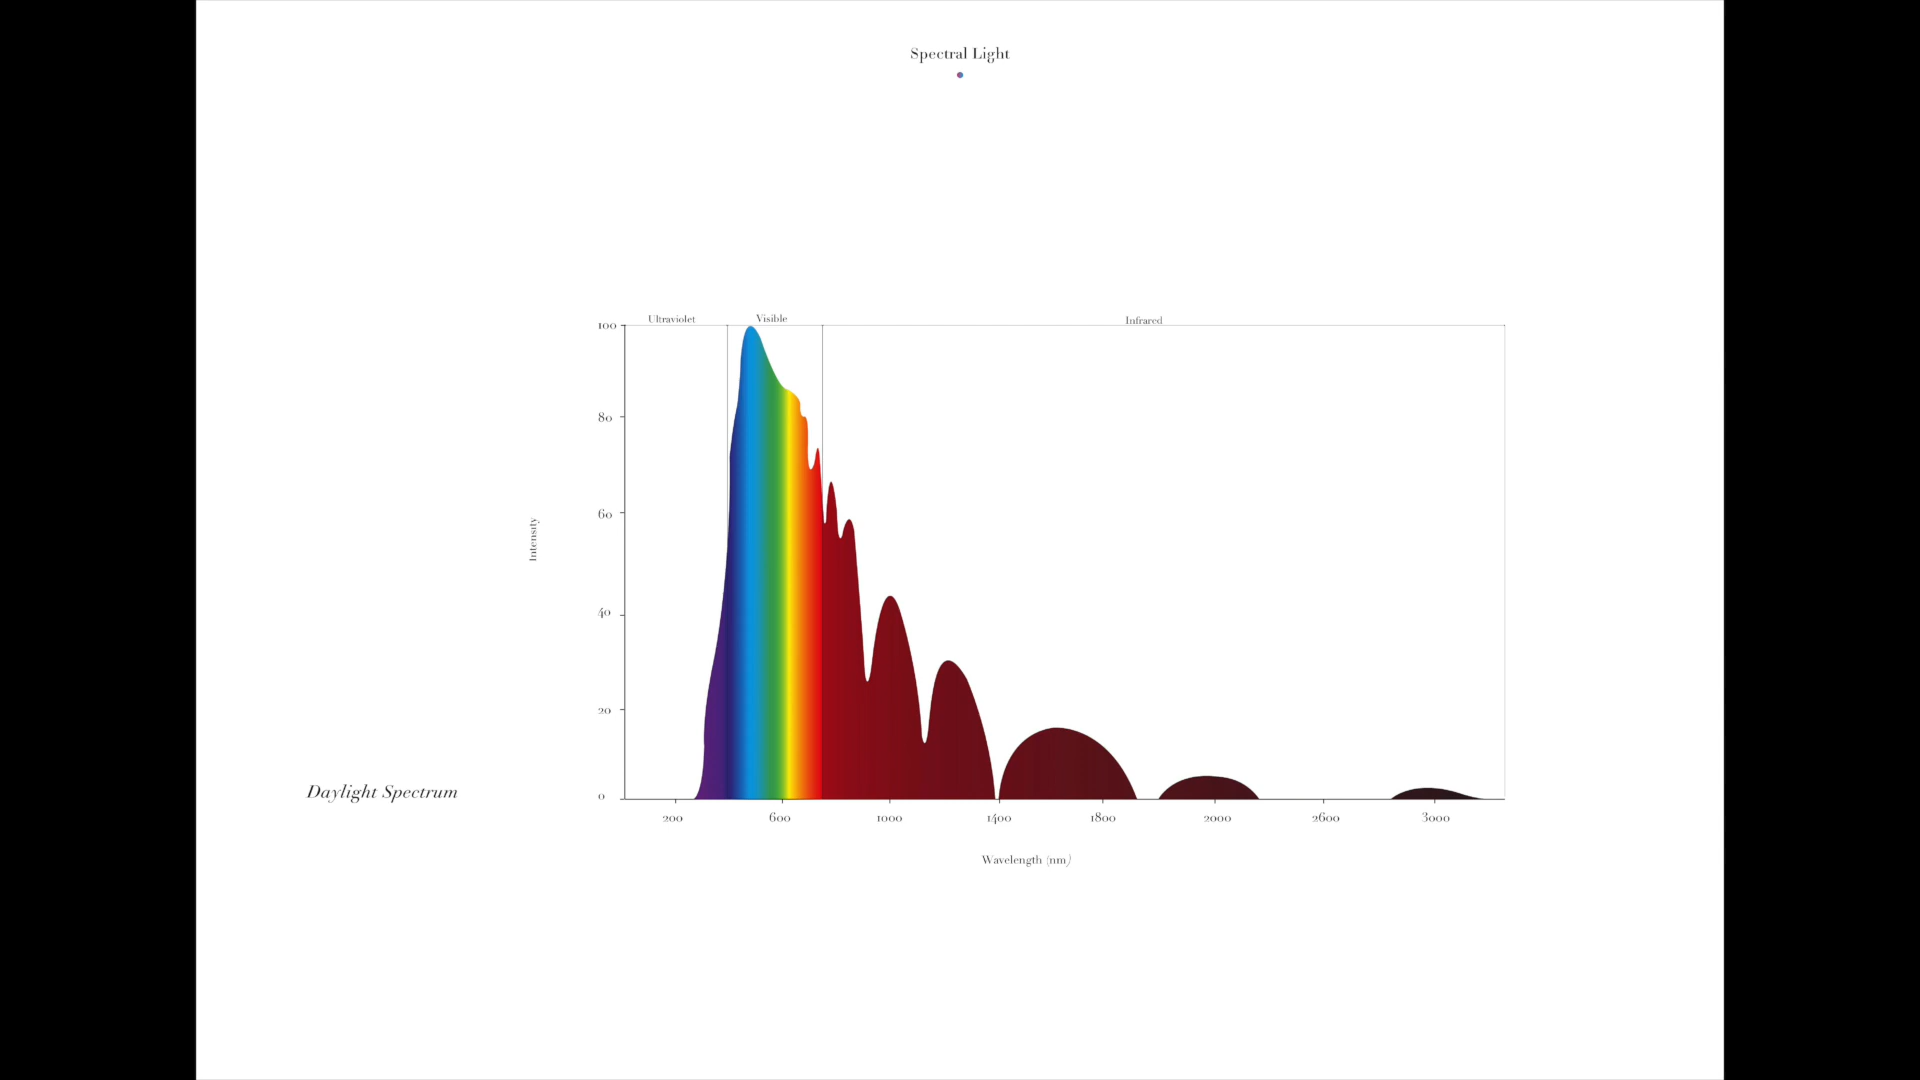 Spectral Light
Ultraviolet
Visible
Infrared
100
80
60
40
20
0
Intensity
Daylight Spectrum
200
600
1000
1400
1800
2000
2600
3000
Wavelength (nm)